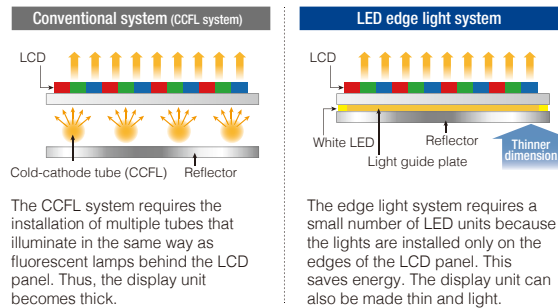 Conventional system (CCFL system)
LCD
Cold-cathode tube (CCFL)
Reflector
The CCFL system requires the
installation of multiple tubes that
illuminate in the same way as
fluorescent lamps behind the LCD
panel. Thus, the display unit
becomes thick.
LED edge light system
LCD
White LED
Reflector
Light guide plate
Thinner
dimension
The edge light system requires a
small number of LED units because
the lights are installed only on the
edges of the LCD panel. This
saves energy. The display unit can
also be made thin and light.